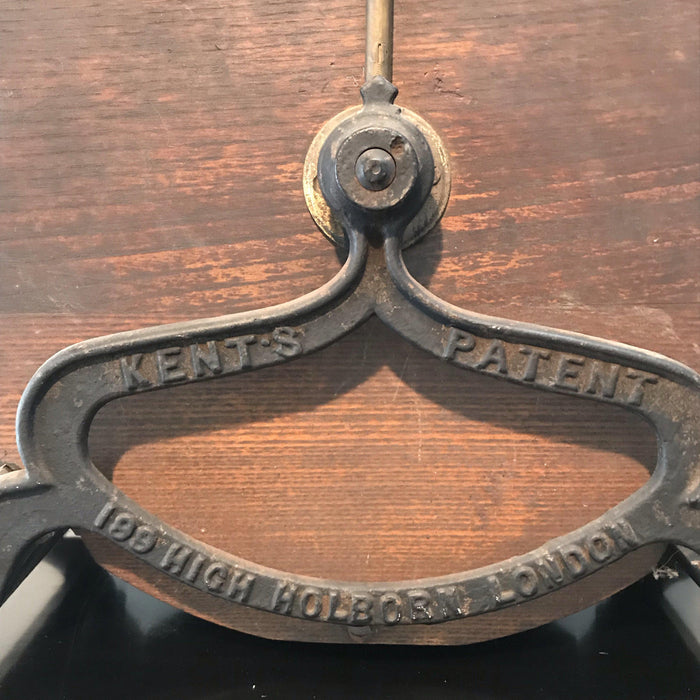 KENT'S PATENT
199 HIGH HOLBORN LONDON